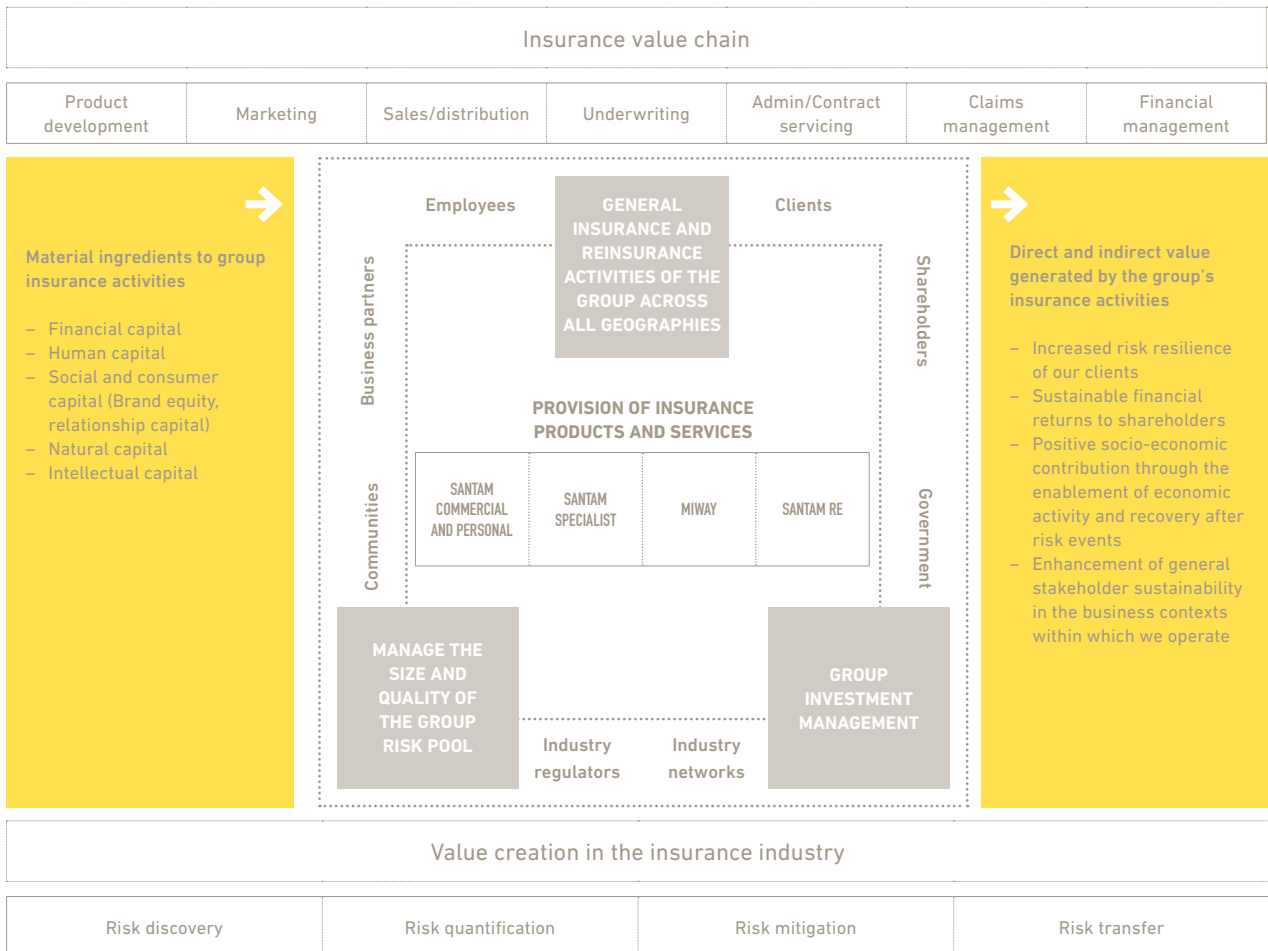 Insurance value chain
Product
development
Marketing
Sales/distribution
Underwriting
Admin/Contract
servicing
Claims
management
Financial
management
Material ingredients to group
insurance activities
– Financial capital
– Human capital
– Social and consumer
capital (Brand equity,
relationship capital)
– Natural capital
– Intellectual capital
Employees
GENERAL
INSURANCE AND
REINSURANCE
ACTIVITIES OF THE
GROUP ACROSS
ALL GEOGRAPHIES
Clients
Business partners
Shareholders
PROVISION OF INSURANCE
PRODUCTS AND SERVICES
SANTAM
COMMERCIAL
AND PERSONAL
SANTAM
SPECIALIST
MIWAY
SANTAM RE
Communities
Government
MANAGE THE
SIZE AND
QUALITY OF
THE GROUP
RISK POOL
Industry
regulators
Industry
networks
GROUP
INVESTMENT
MANAGEMENT
Direct and indirect value
generated by the group's
insurance activities
– Increased risk resilience
of our clients
– Sustainable financial
returns to shareholders
– Positive socio-economic
contribution through the
enablement of economic
activity and recovery after
risk events
– Enhancement of general
stakeholder sustainability
in the business contexts
within which we operate
Value creation in the insurance industry
Risk discovery
Risk quantification
Risk mitigation
Risk transfer